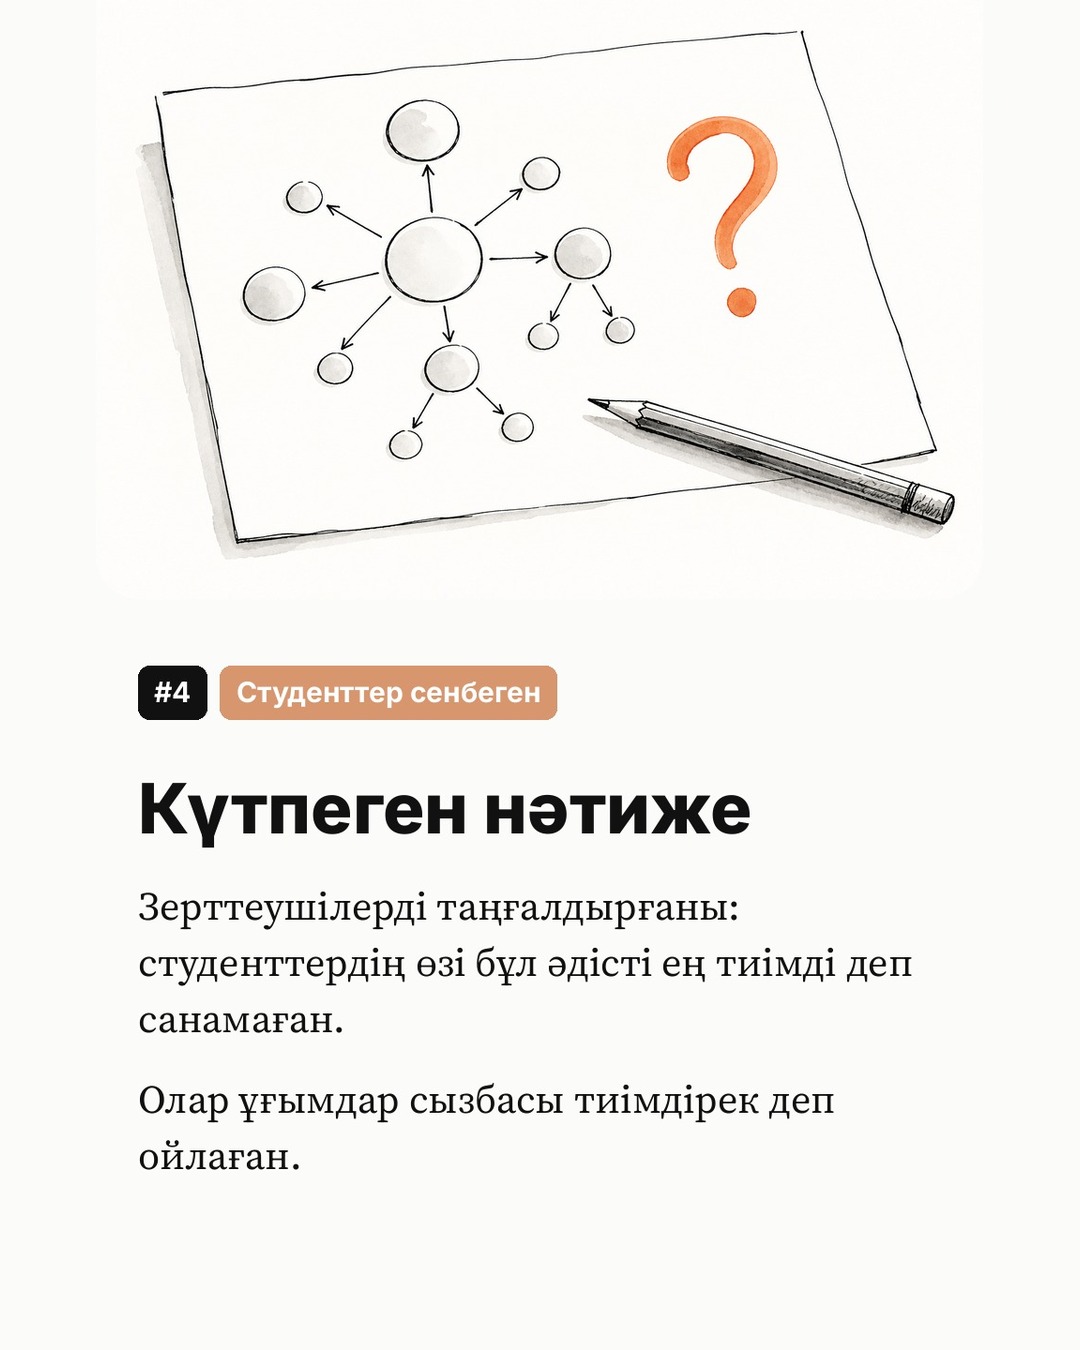 #4 Студенттер сенбеген
Күтпеген нәтиже
Зерттеушілерді таңғалдырғаны:
студенттердің өзі бұл әдісті ең тиімді деп
санамаған.
Олар ұғымдар сызбасы тиімдірек деп
ойлаған.